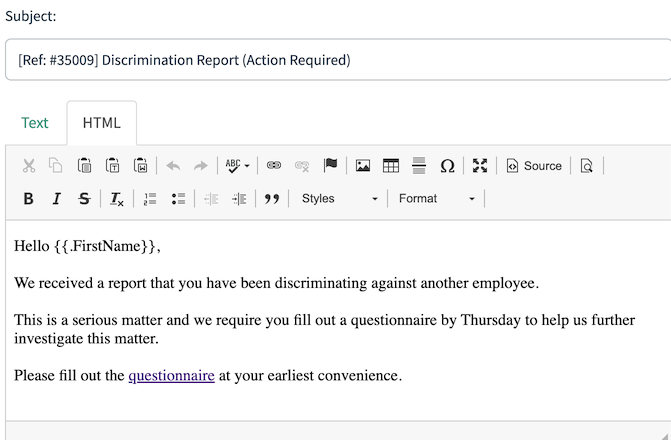 Subject:
[Ref: #35009] Discrimination Report (Action Required)
Text HTML
ABC Source
B I S Ix Styles Format
Hello {{.FirstName}},
We received a report that you have been discriminating against another employee.
This is a serious matter and we require you fill out a questionnaire by Thursday to help us further
investigate this matter.
Please fill out the questionnaire at your earliest convenience.